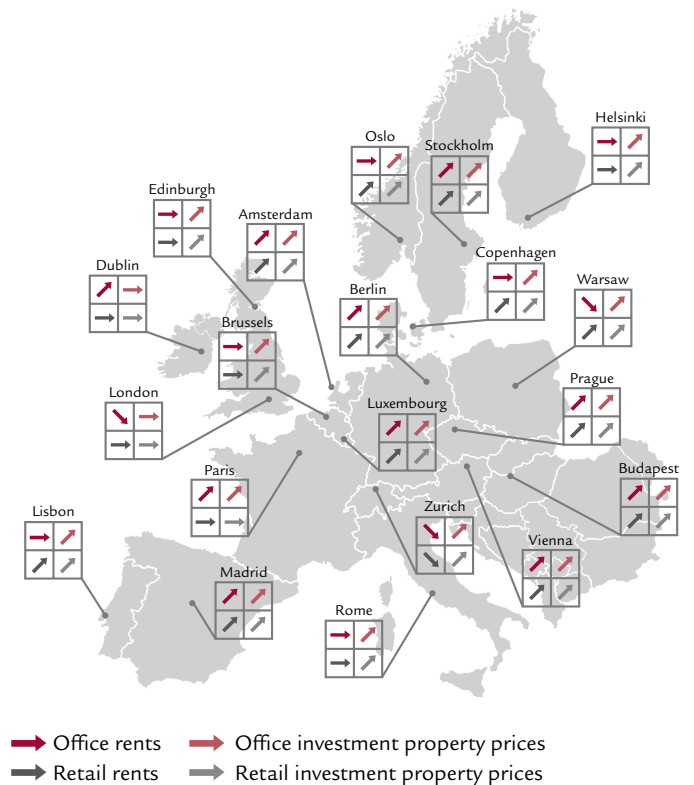 Helsinki
Oslo
Stockholm
Edinburgh
Amsterdam
Copenhagen
Dublin
Warsaw
Berlin
Brussels
Prague
London
Luxembourg
Paris
Budapest
Lisbon
Zurich
Vienna
Madrid
Rome
Office rents
Office investment property prices
Retail rents
Retail investment property prices